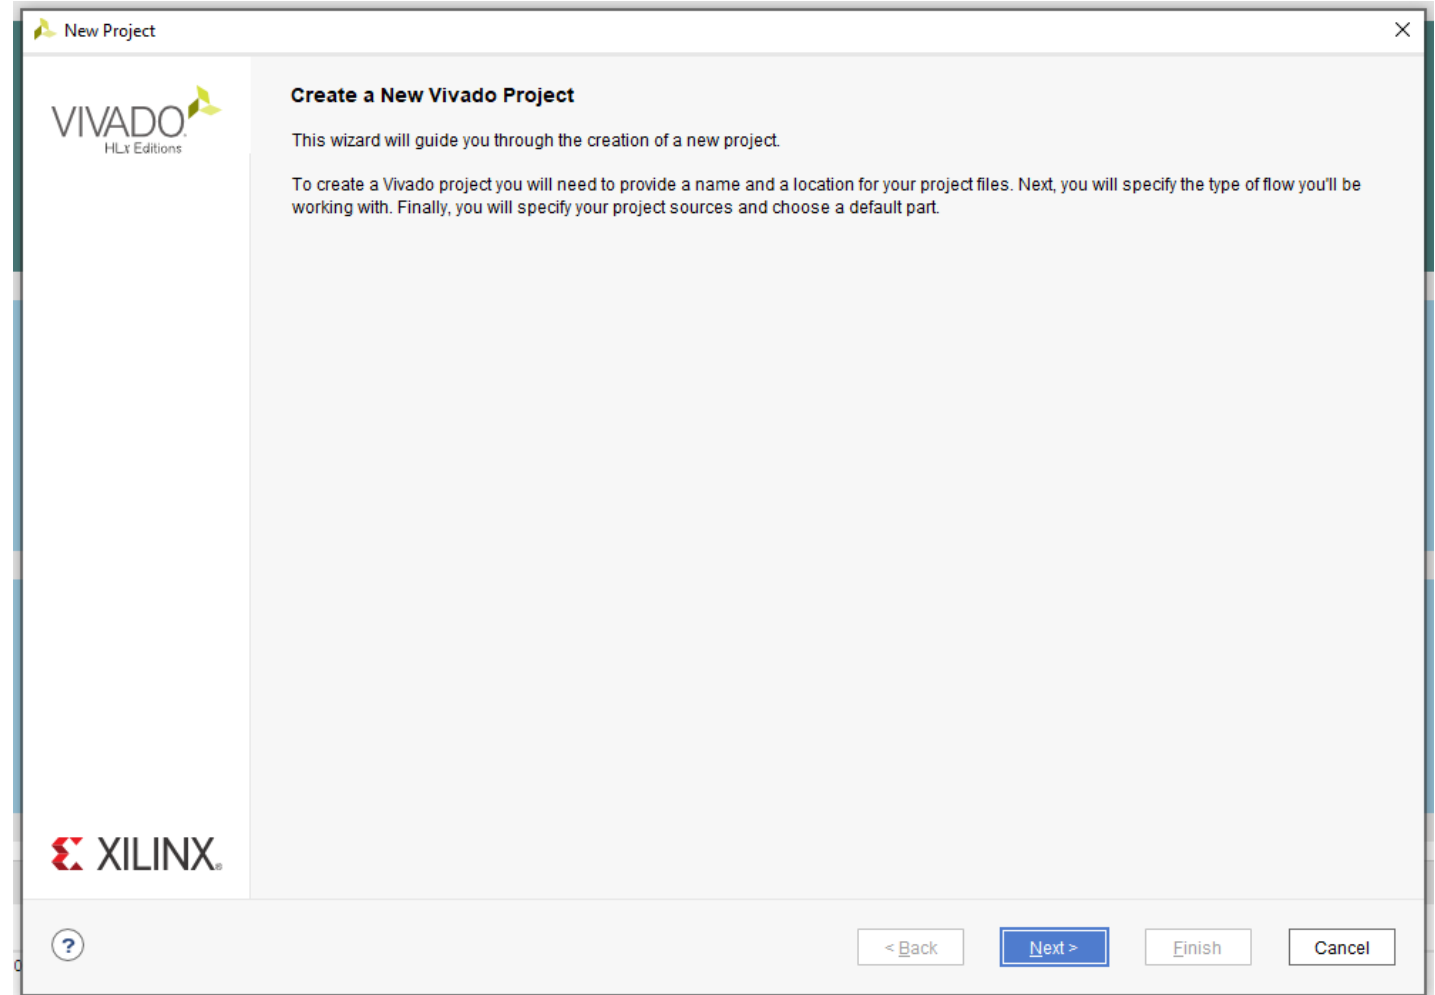 New Project
VIVADO.
HLx Editions
Create a New Vivado Project
This wizard will guide you through the creation of a new project.
To create a Vivado project you will need to provide a name and a location for your project files. Next, you will specify the type of flow you'll be
working with. Finally, you will specify your project sources and choose a default part.
XILINX®
?
< Back
Next >
Finish
Cancel